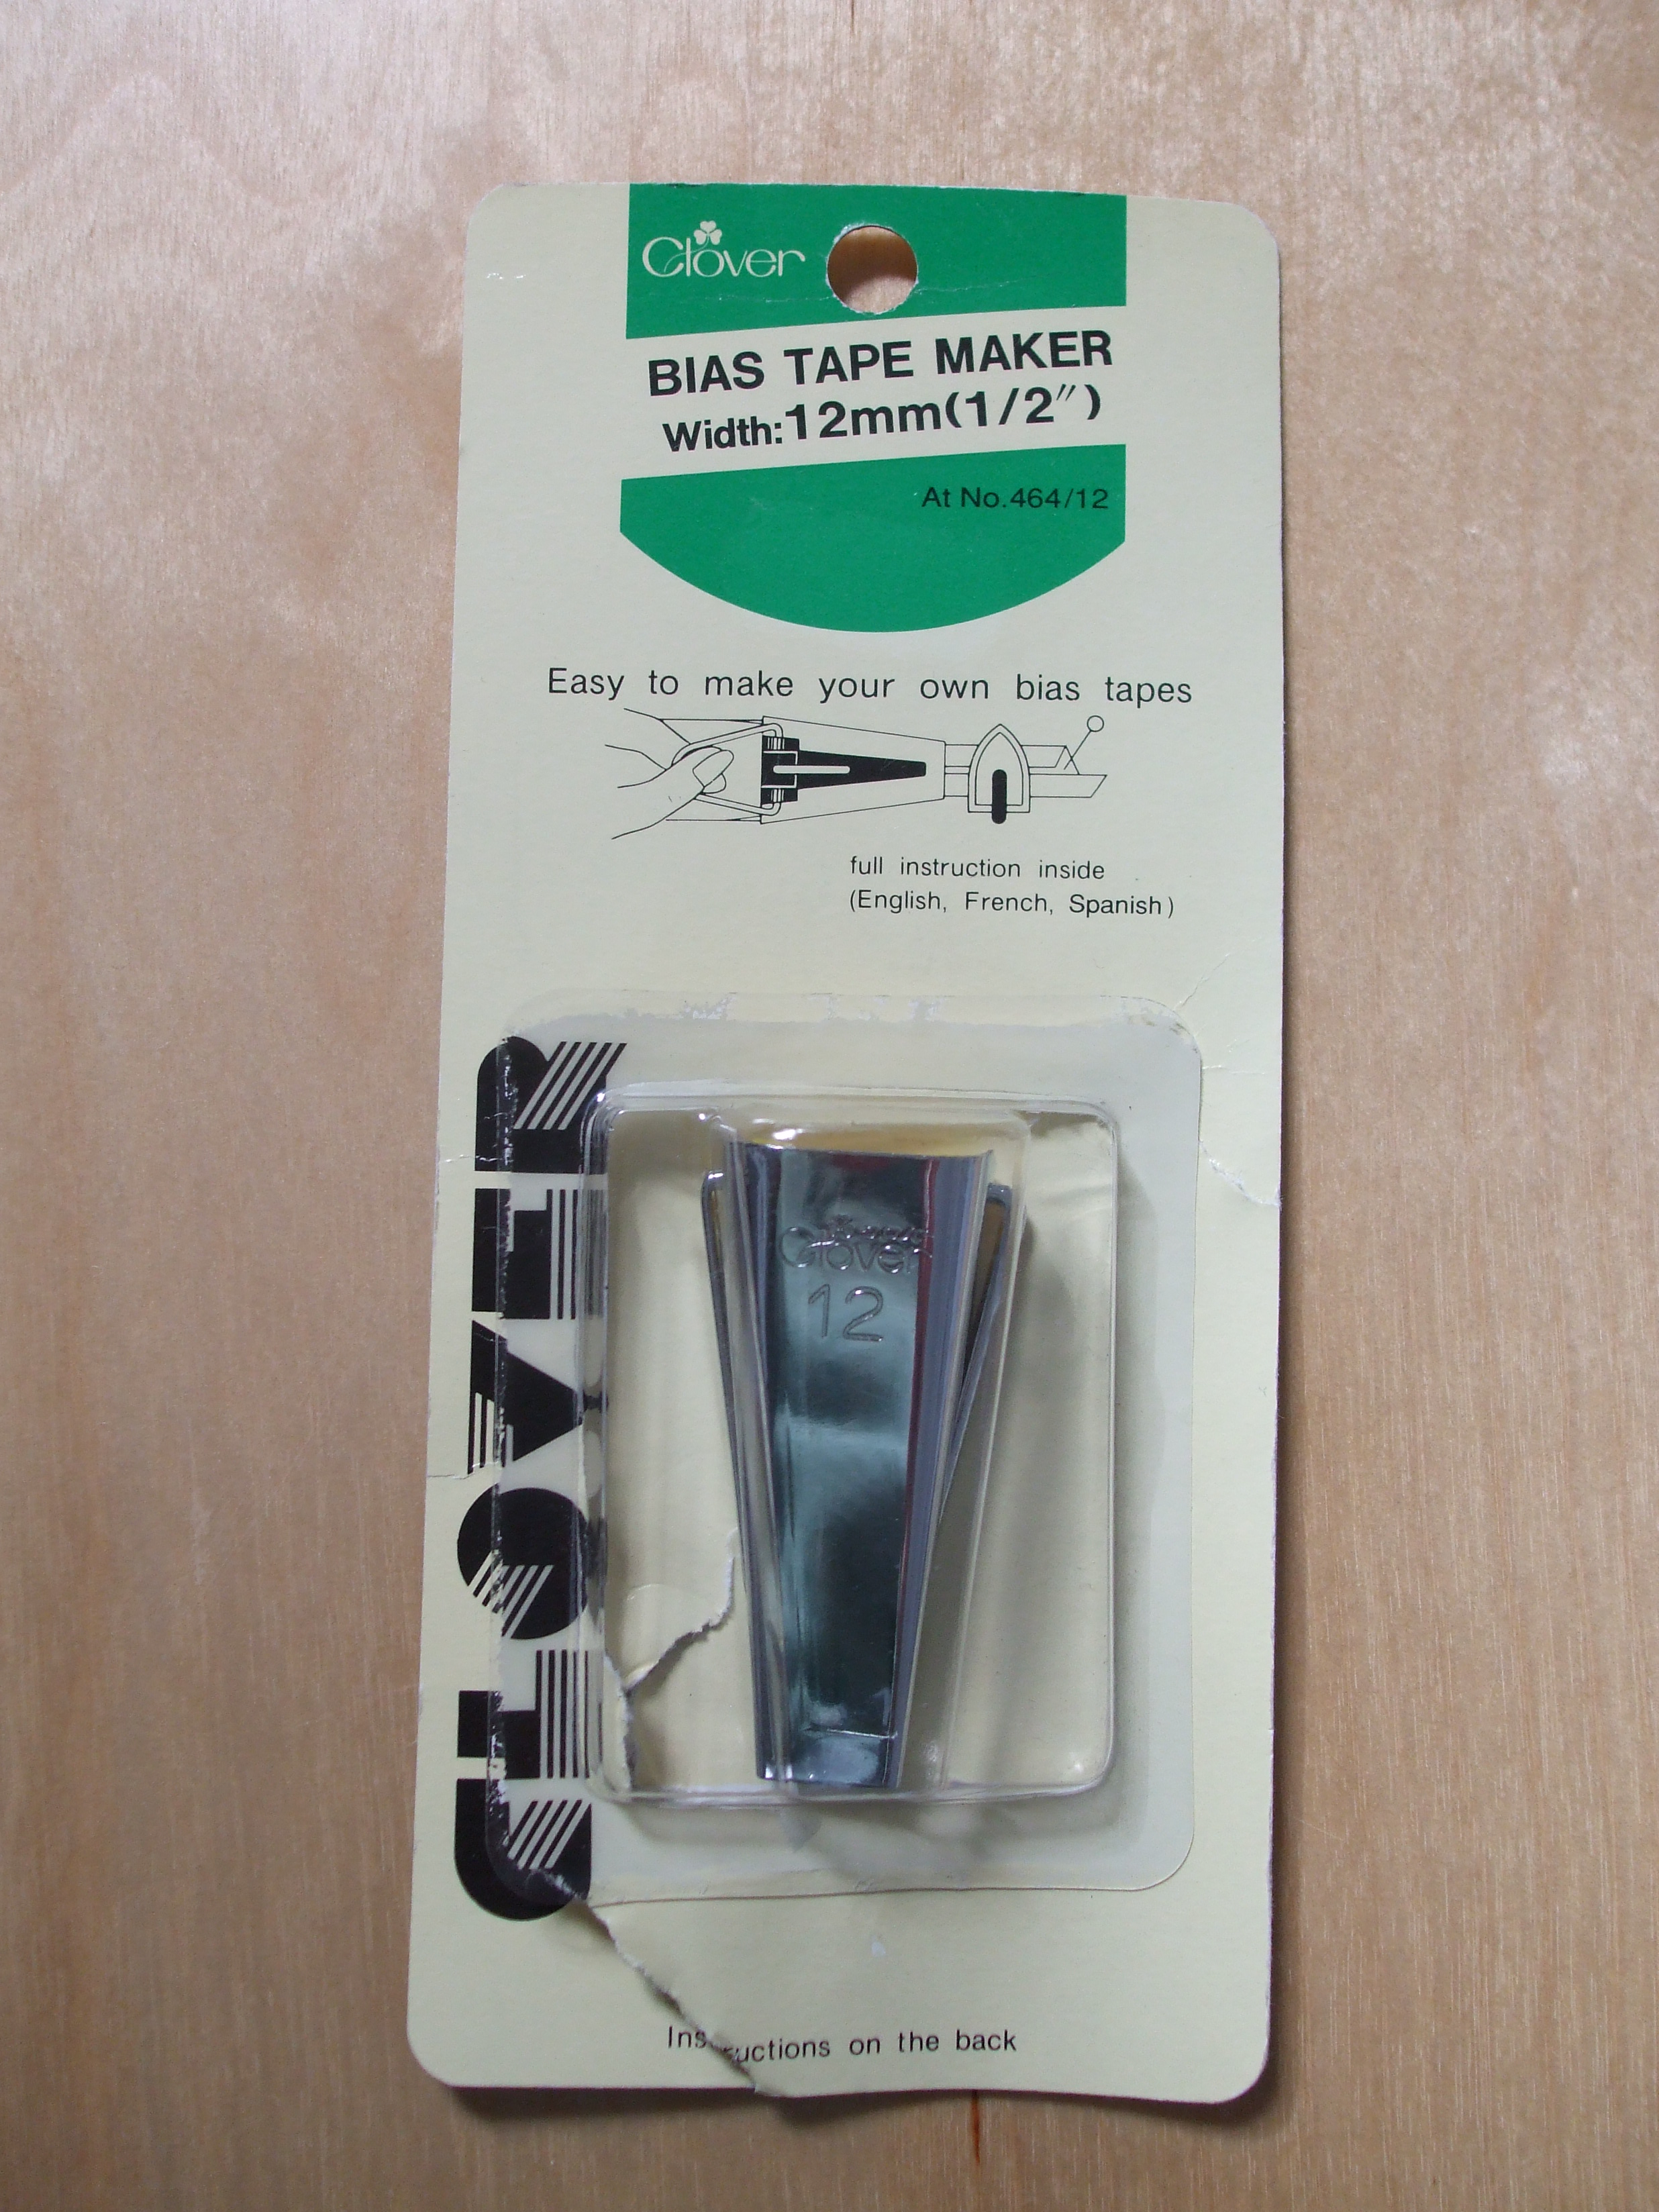 Clover
BIAS TAPE MAKER
Width:12mm(1/2″)
At No.464/12
Easy to make your own bias tapes
full instruction inside
(English, French, Spanish)
CLOVER
Clover
12
Instructions on the back